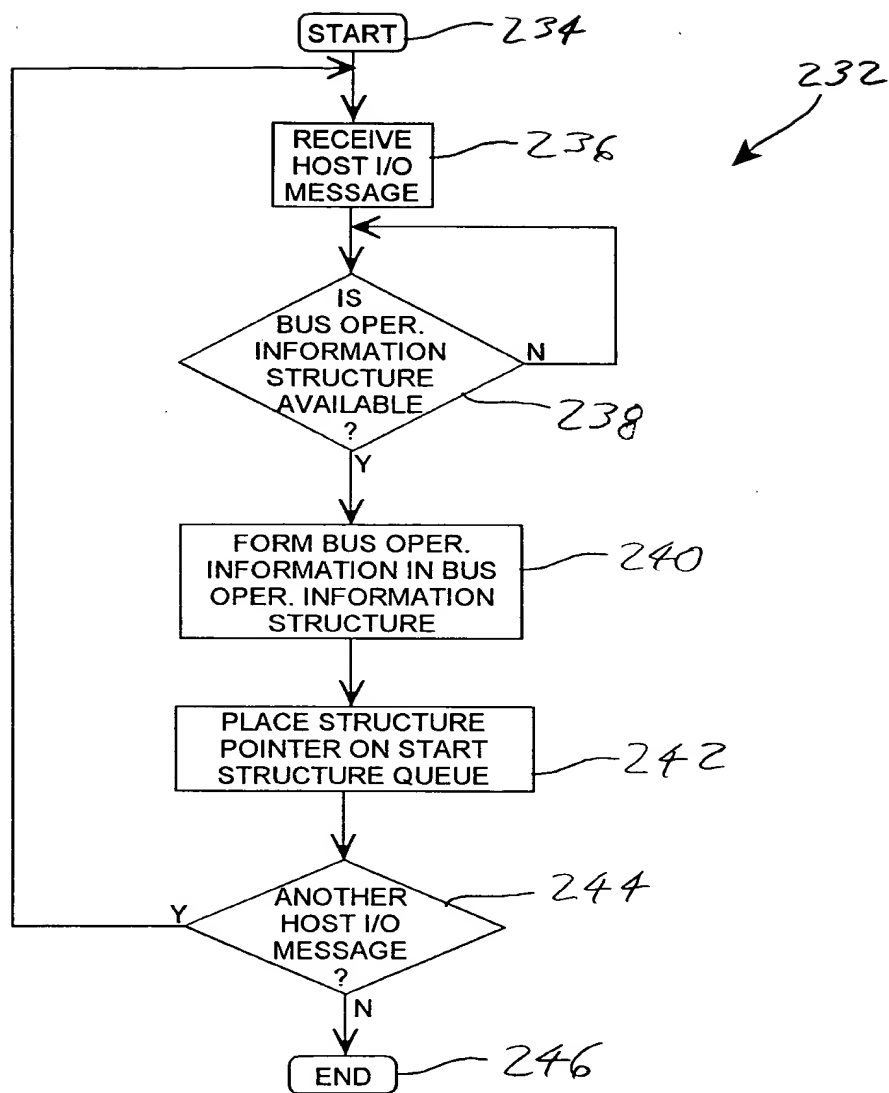 START
234
232
RECEIVE
HOST I/O
MESSAGE
236
IS
BUS OPER.
INFORMATION
STRUCTURE
AVAILABLE
?
N
238
Y
FORM BUS OPER.
INFORMATION IN BUS
OPER. INFORMATION
STRUCTURE
240
PLACE STRUCTURE
POINTER ON START
STRUCTURE QUEUE
242
ANOTHER
HOST I/O
MESSAGE
?
244
Y
N
END
246